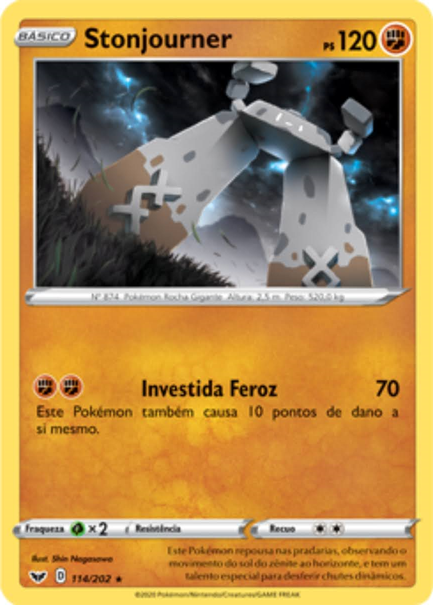 BÁSICO Stonjourner PS 120
Nº 874 Pokémon Rocha Gigante Altura: 2,5 m Peso: 520,0 kg
Investida Feroz 70
Este Pokémon também causa 10 pontos de dano a
si mesmo.
Fraqueza ×2 Resistência Recuo
Ilust. Shin Nagasawa
Este Pokémon repousa nas pradarias, observando o
movimento do sol do zênite ao horizonte, e tem um
talento especial para desferir chutes dinâmicos.
D 114/202 ★
©2020 Pokémon/Nintendo/Creatures/GAME FREAK